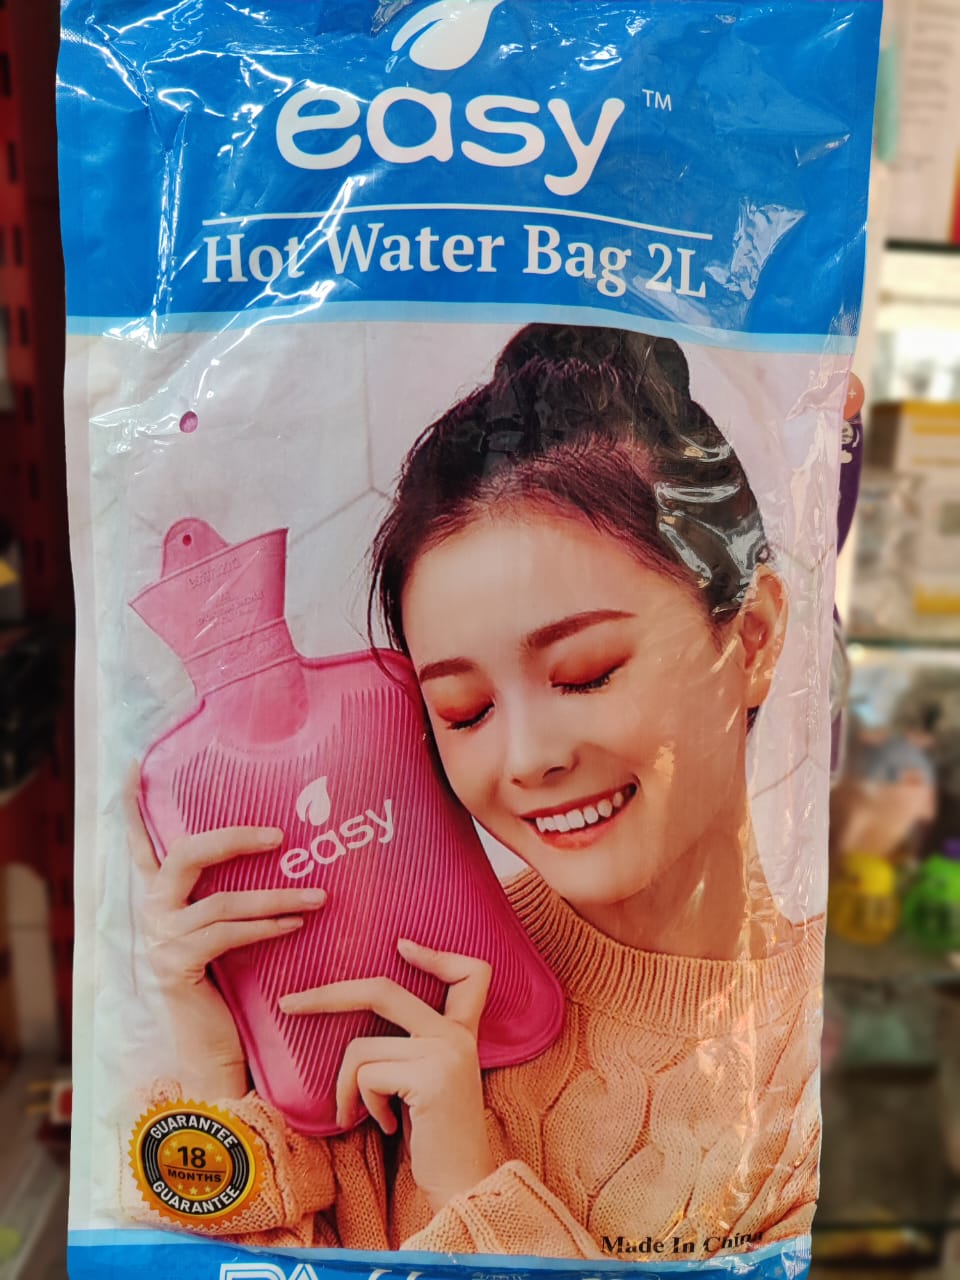 easy™
Hot Water Bag 2L
easy
GUARANTEE
18
MONTHS
GUARANTEE
Made In China